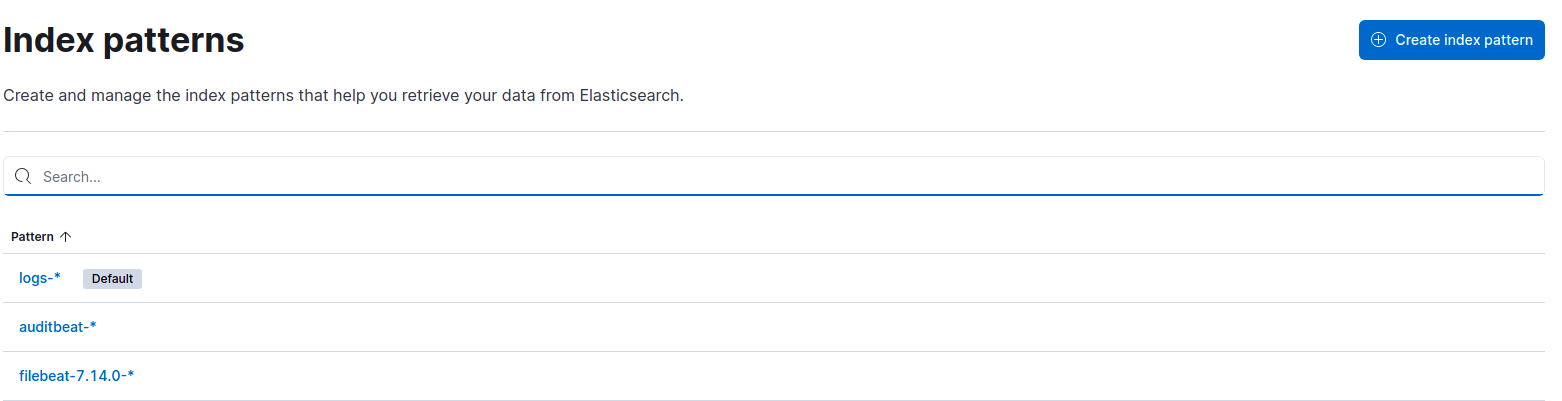 Index patterns
Create index pattern
Create and manage the index patterns that help you retrieve your data from Elasticsearch.
Search...
Pattern
logs-* Default
auditbeat-*
filebeat-7.14.0-*